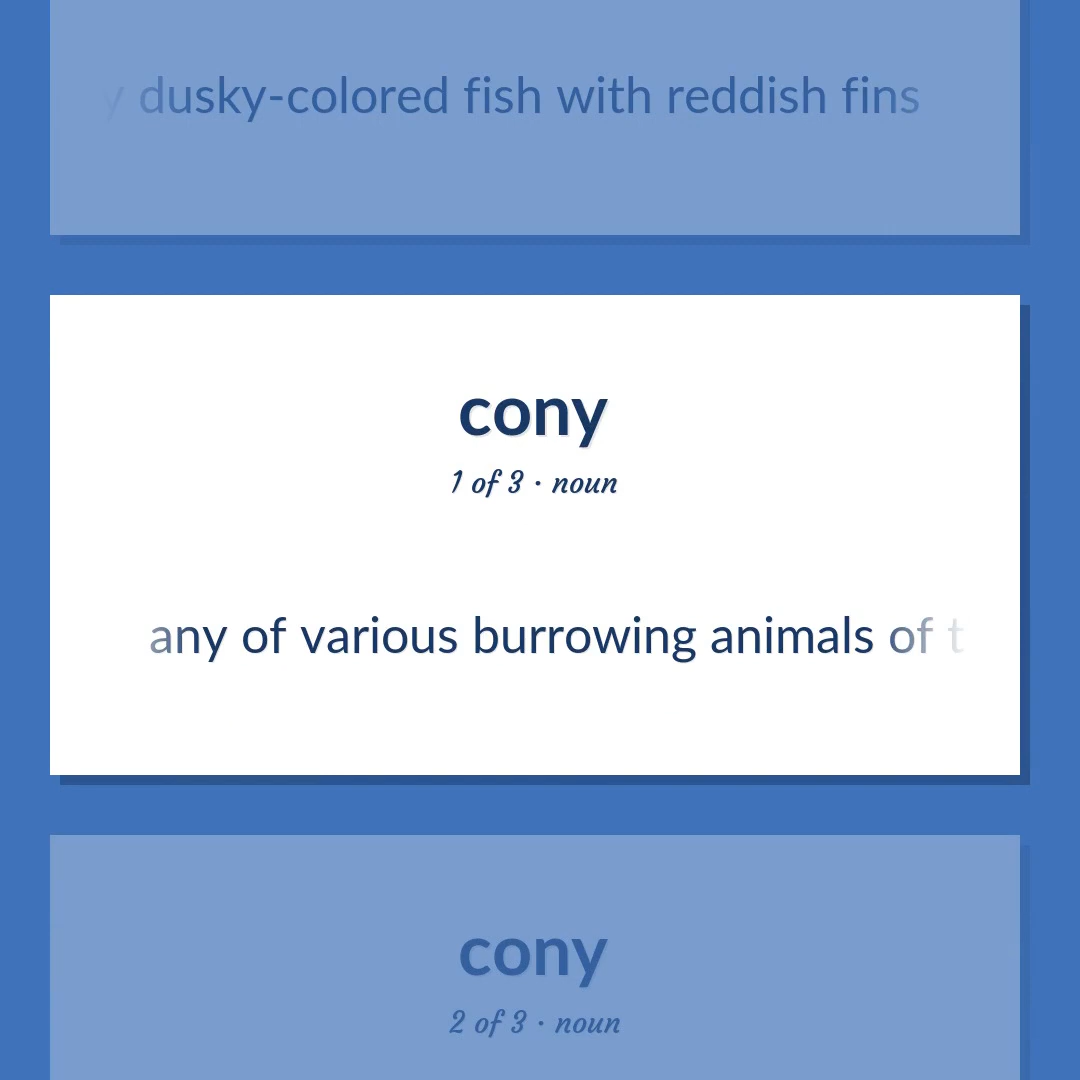 y dusky-colored fish with reddish fins
cony
1 of 3 · noun
any of various burrowing animals of t
cony
2 of 3 · noun